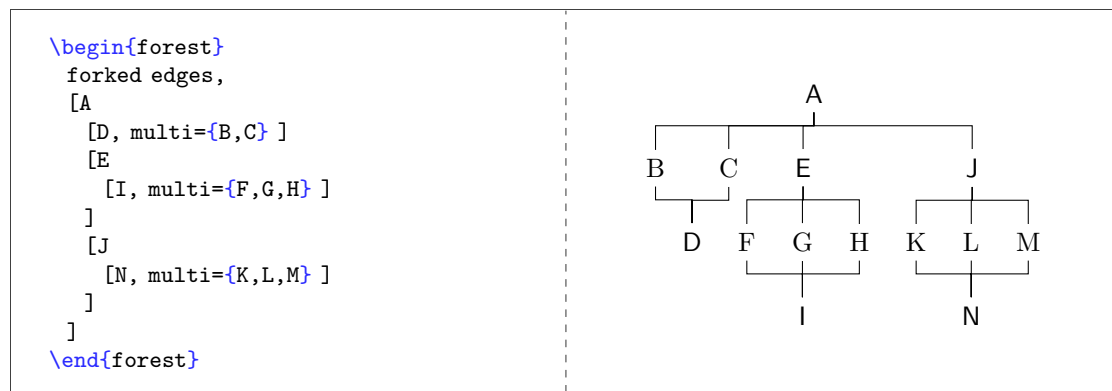 \begin{forest}
forked edges,
[A
[D, multi={B,C} ]
[E
[I, multi={F,G,H} ]
]
[J
[N, multi={K,L,M} ]
]
]
\end{forest}
A
B C E J
D F G H K L M
I N